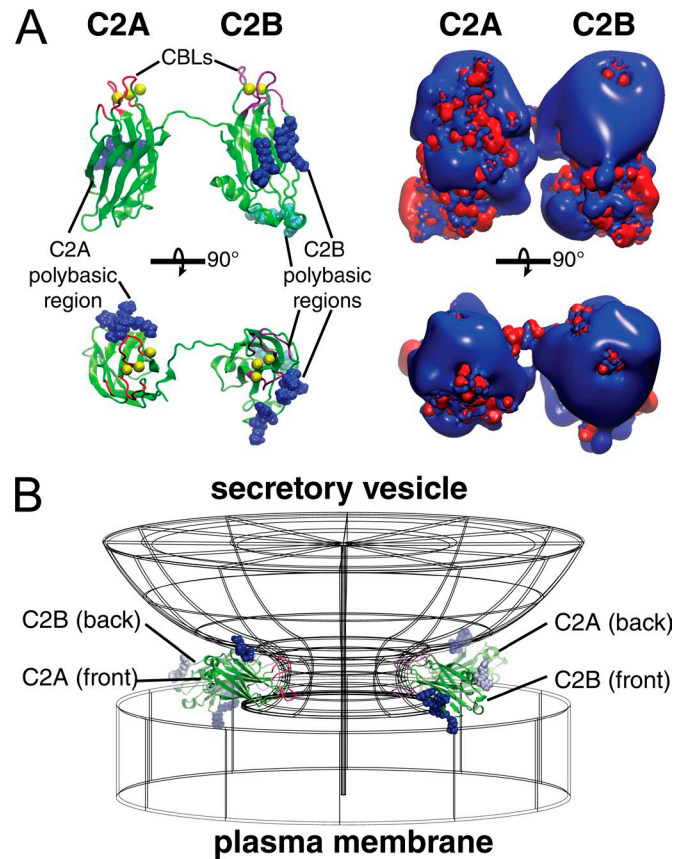 A
C2A
C2B
CBLs
C2A
polybasic
region
90°
C2B
polybasic
regions
C2A
C2B
90°
B
secretory vesicle
C2B (back)
C2A (front)
C2A (back)
C2B (front)
plasma membrane